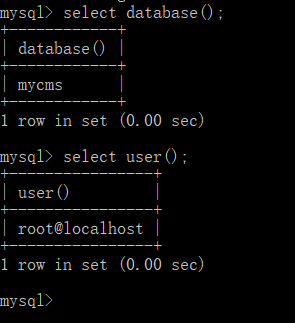 mysql> select database();
+------------+
| database() |
+------------+
| mycms      |
+------------+
1 row in set (0.00 sec)
mysql> select user();
+----------------+
| user()         |
+----------------+
| root@localhost |
+----------------+
1 row in set (0.00 sec)
mysql>